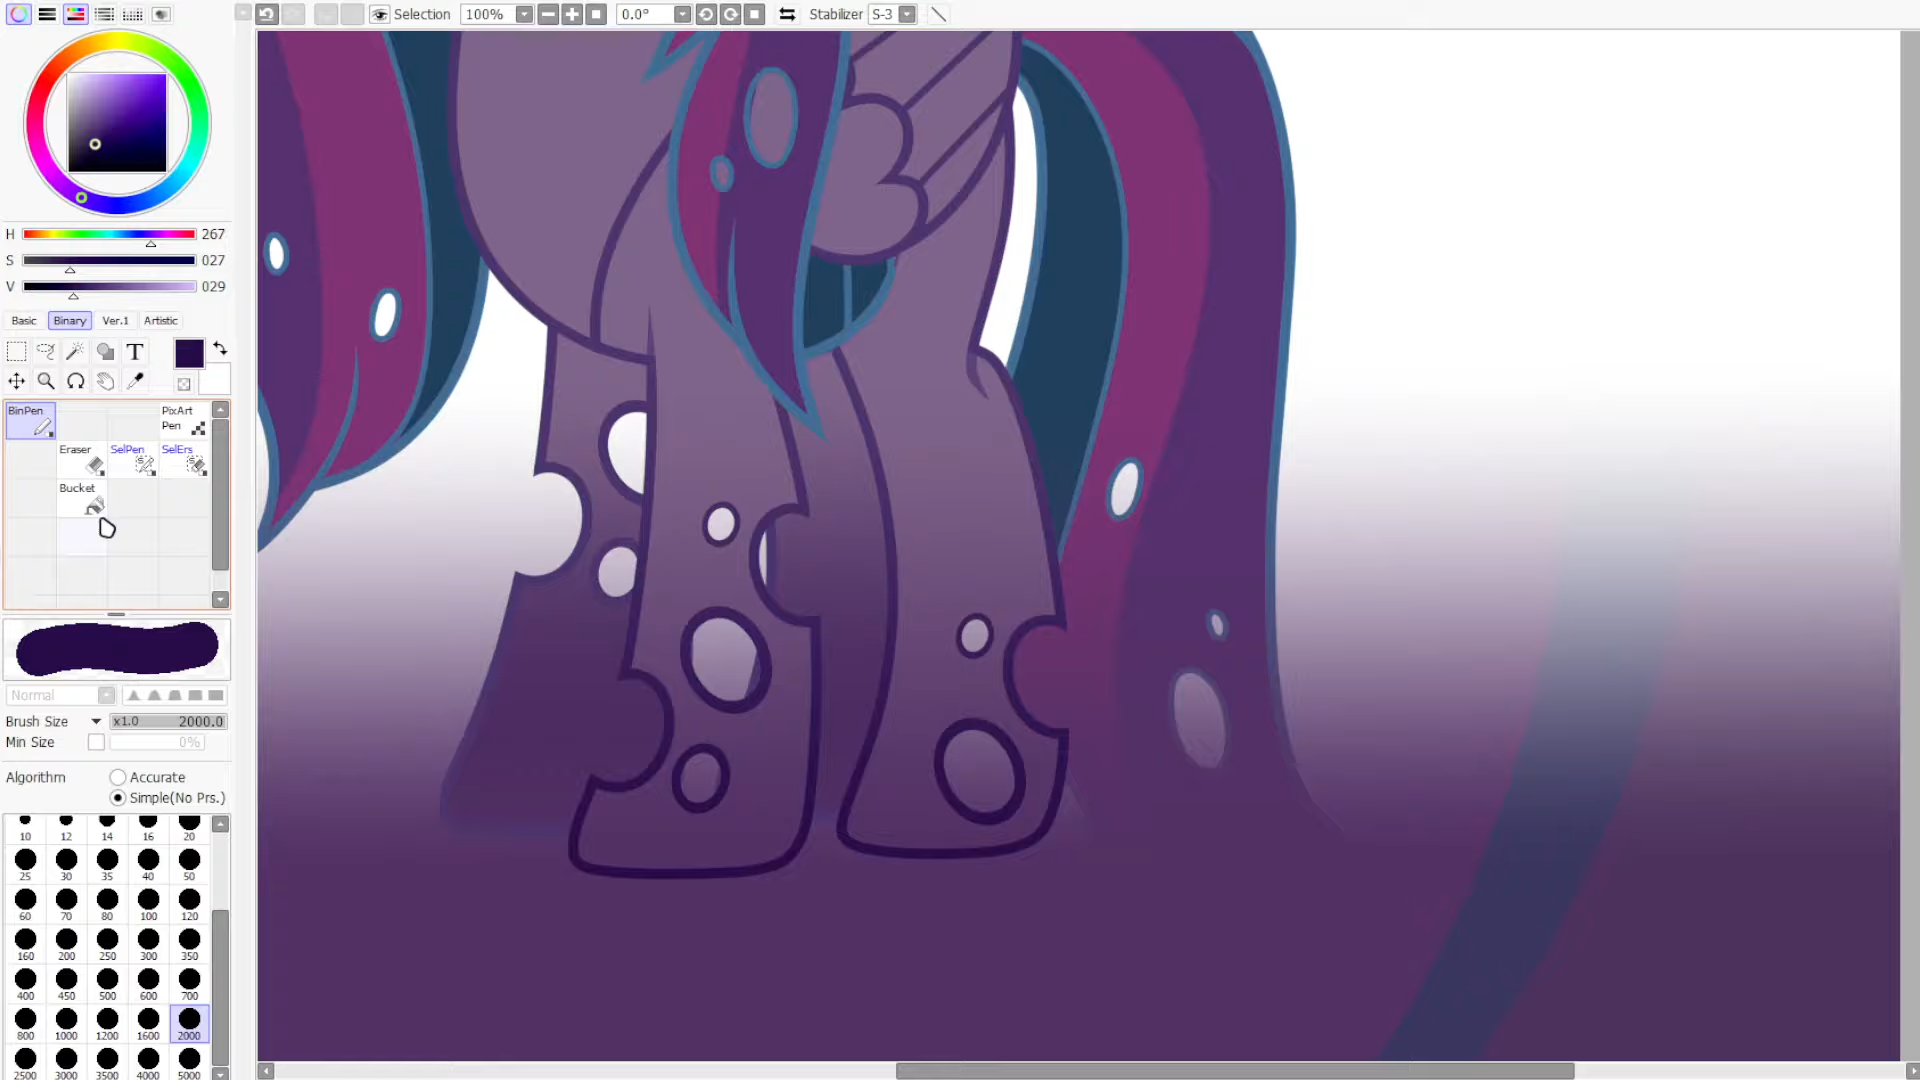 Selection 100% 0.0° Stabilizer S-3
H 267
S 027
V 029
Basic Binary Ver.1 Artistic
T
BinPen PixArt Pen
Eraser SelPen SelErs
Bucket
Normal
Brush Size x1.0 2000.0
Min Size 0%
Algorithm Accurate
Simple(No Prs.)
10 12 14 16 20
25 30 35 40 50
60 70 80 100 120
160 200 250 300 350
400 450 500 600 700
800 1000 1200 1600 2000
2500 3000 3500 4000 5000